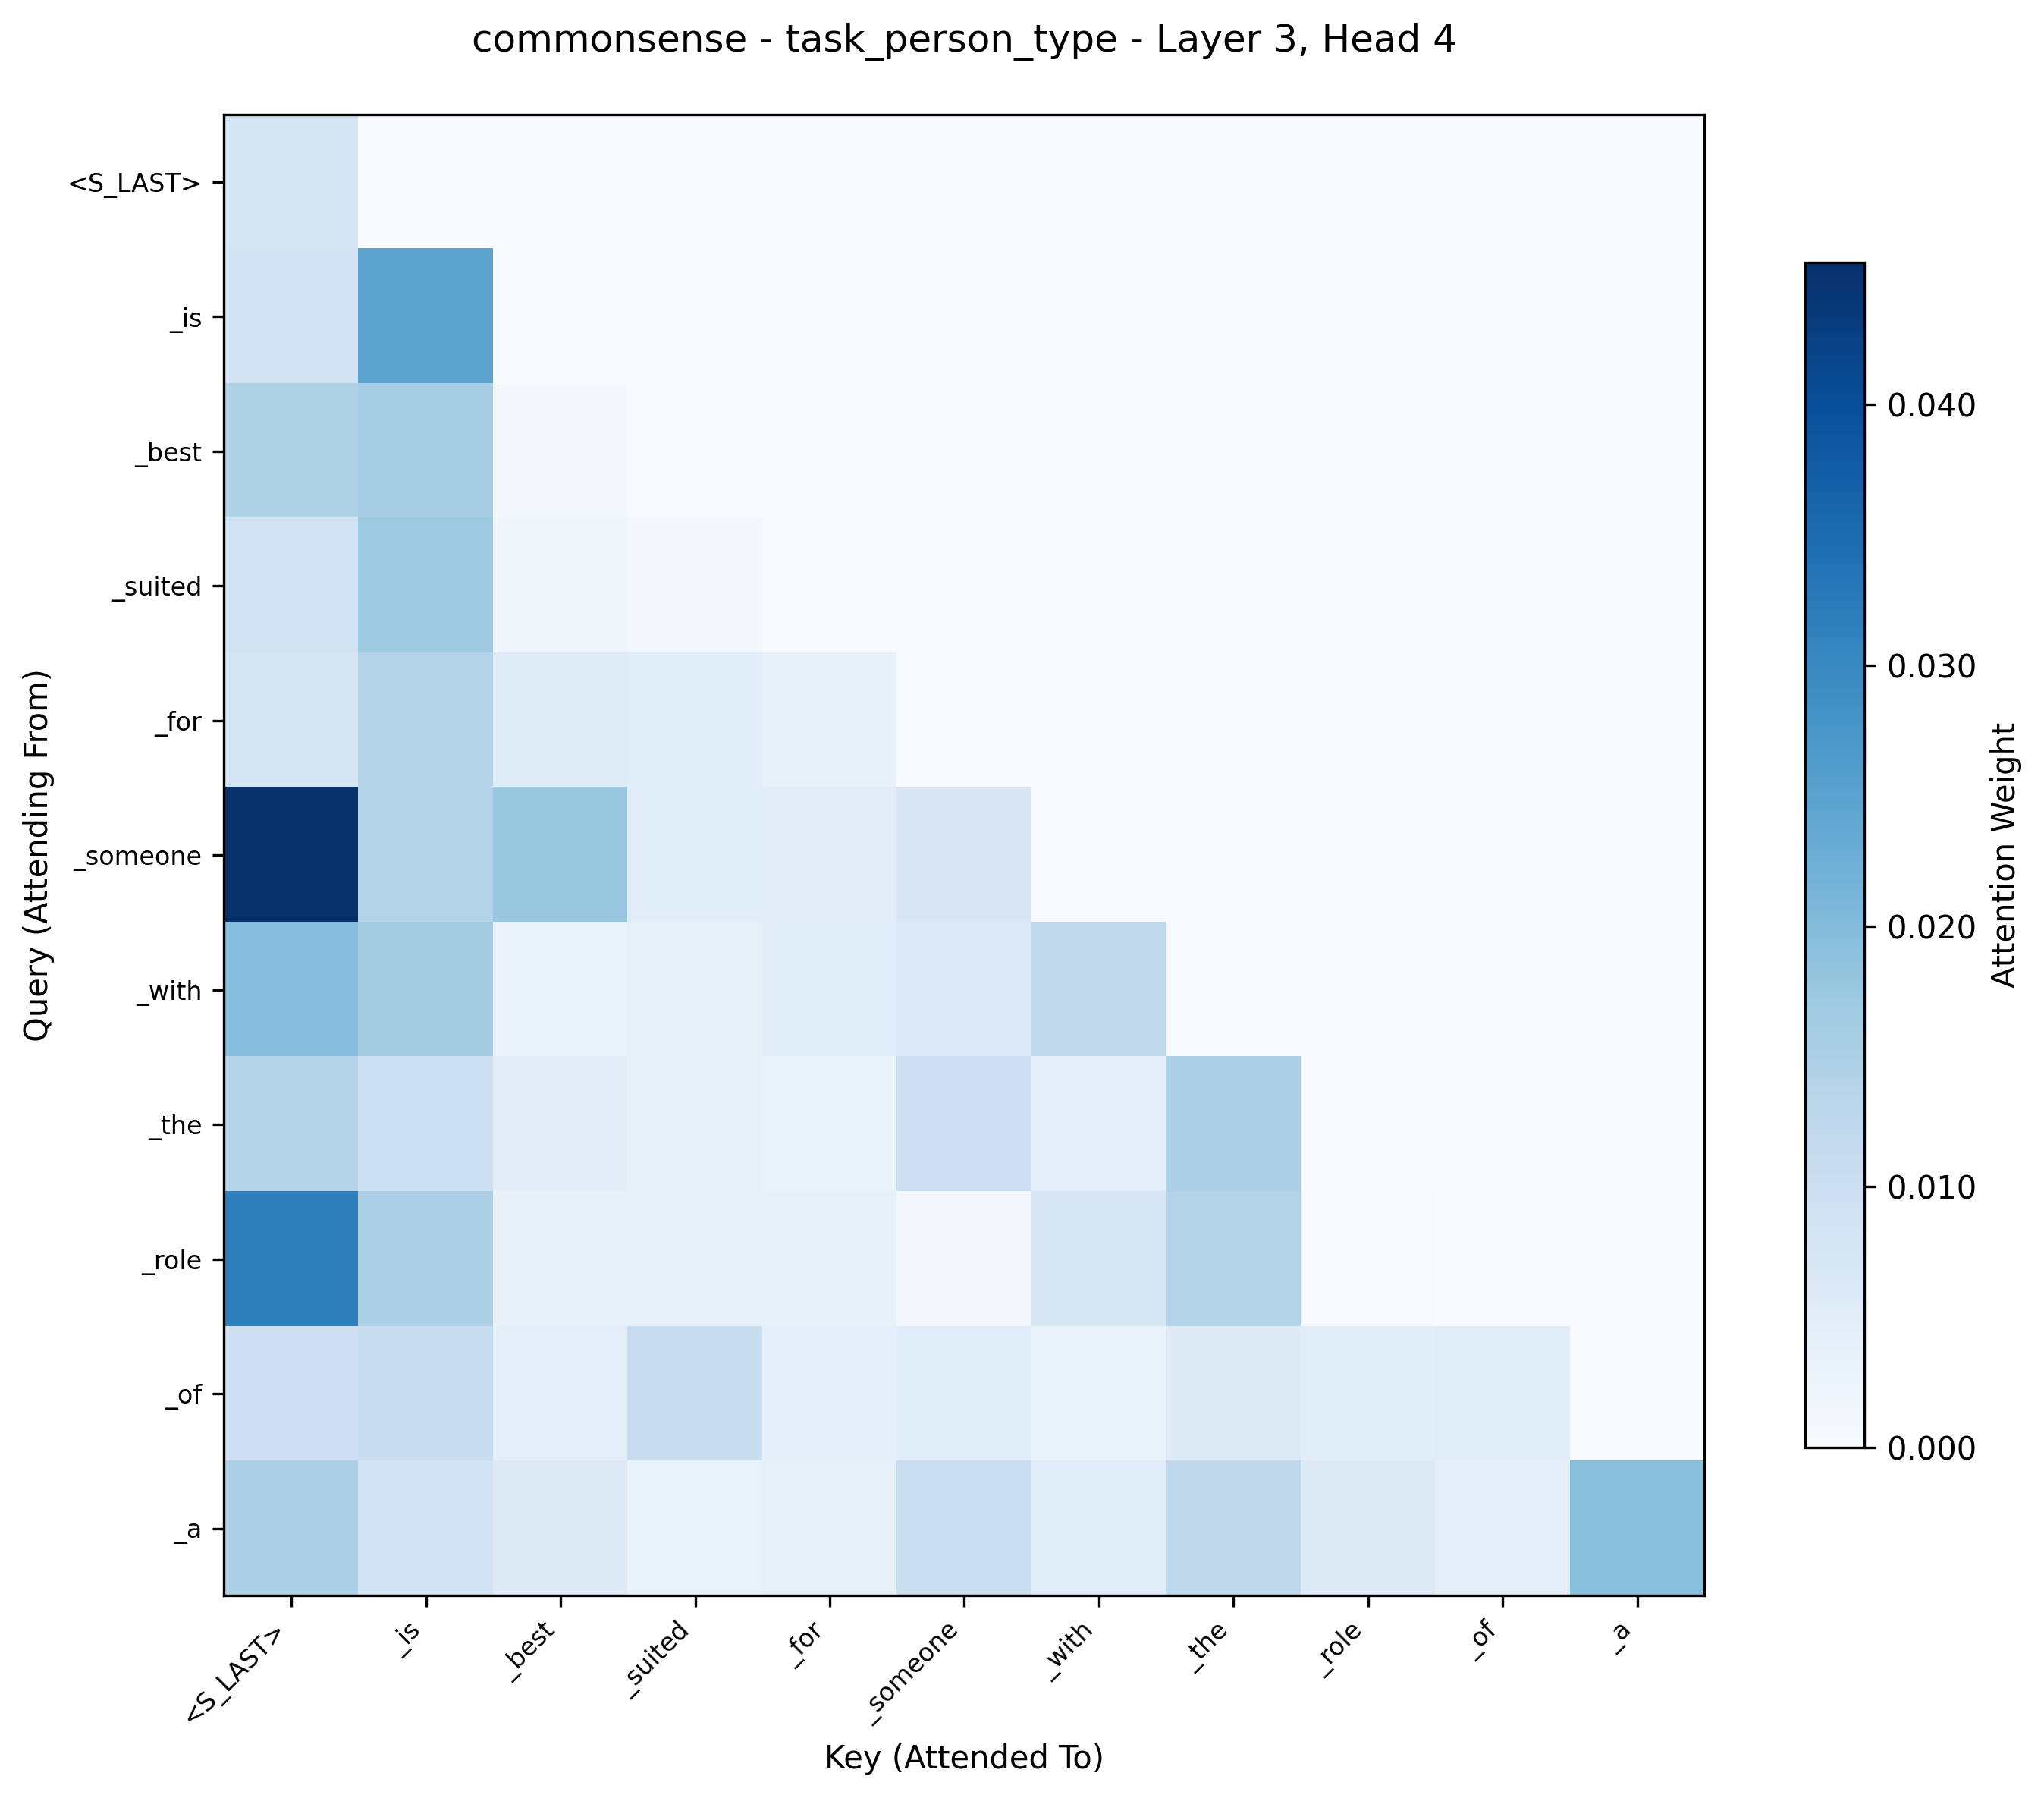 commonsense - task_person_type - Layer 3, Head 4
Query (Attending From)
<S_LAST>
_is
_best
_suited
_for
_someone
_with
_the
_role
_of
_a
<S_LAST>
_is
_best
_suited
_for
_someone
_with
_the
_role
_of
_a
Key (Attended To)
0.040
0.030
0.020
0.010
0.000
Attention Weight